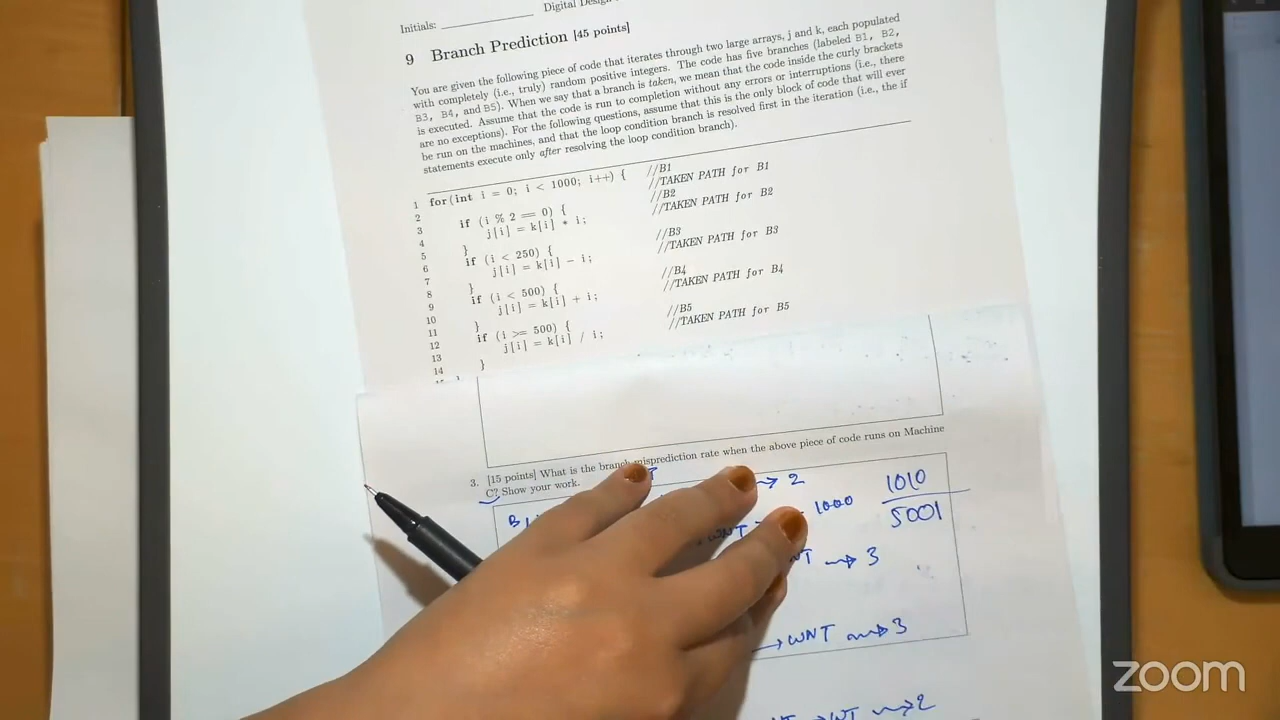 Initials:
Digital Design
9 Branch Prediction [45 points]
You are given the following piece of code that iterates through two large arrays, j and k, each populated
with completely (i.e., truly) random positive integers. The code has five branches (labeled B1, B2,
B3, B4, and B5). When we say that a branch is taken, we mean that the code inside the curly brackets
is executed. Assume that the code is run to completion without any errors or interruptions (i.e., there
are no exceptions). For the following questions, assume that this is the only block of code that will ever
be run on the machines, and that the loop condition branch is resolved first in the iteration (i.e., the if
statements execute only after resolving the loop condition branch).
1 for(int i = 0; i < 1000; i++) { //B1
2 //TAKEN PATH for B1
3 if (i % 2 == 0) { //B2
4 j[i] = k[i] * i; //TAKEN PATH for B2
5 }
6 if (i < 250) { //B3
7 j[i] = k[i] - i; //TAKEN PATH for B3
8 }
9 if (i < 500) { //B4
10 j[i] = k[i] + i; //TAKEN PATH for B4
11 }
12 if (i >= 500) { //B5
13 j[i] = k[i] / i; //TAKEN PATH for B5
14 }
3. [15 points] What is the branch misprediction rate when the above piece of code runs on Machine
C? Show your work.
→ 2
1010
B1
WNT
1000
5001
NT → 3
→ WNT → 3
→ WT → 2
zoom